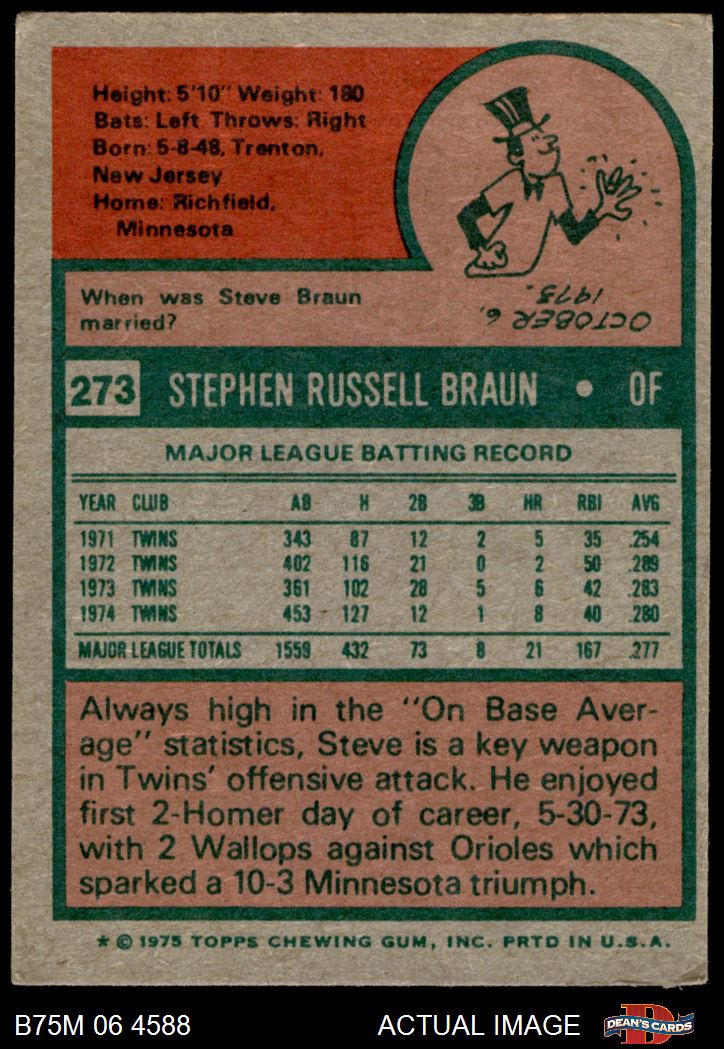 Height: 5'10" Weight: 180
Bats: Left Throws: Right
Born: 5-8-48, Trenton,
New Jersey
Home: Richfield,
Minnesota
When was Steve Braun
married?
OCTOBER 6,
1973.
273 STEPHEN RUSSELL BRAUN • OF
MAJOR LEAGUE BATTING RECORD
YEAR CLUB AB H 2B 3B HR RBI AVG
1971 TWINS 343 87 12 2 5 35 .254
1972 TWINS 402 116 21 0 2 50 .289
1973 TWINS 361 102 28 5 6 42 .283
1974 TWINS 453 127 12 1 8 40 .280
MAJOR LEAGUE TOTALS 1559 432 73 8 21 167 .277
Always high in the "On Base Aver-
age" statistics, Steve is a key weapon
in Twins' offensive attack. He enjoyed
first 2-Homer day of career, 5-30-73,
with 2 Wallops against Orioles which
sparked a 10-3 Minnesota triumph.
* © 1975 TOPPS CHEWING GUM, INC. PRTD IN U.S.A.
B75M 06 4588 ACTUAL IMAGE D DEAN'S CARDS